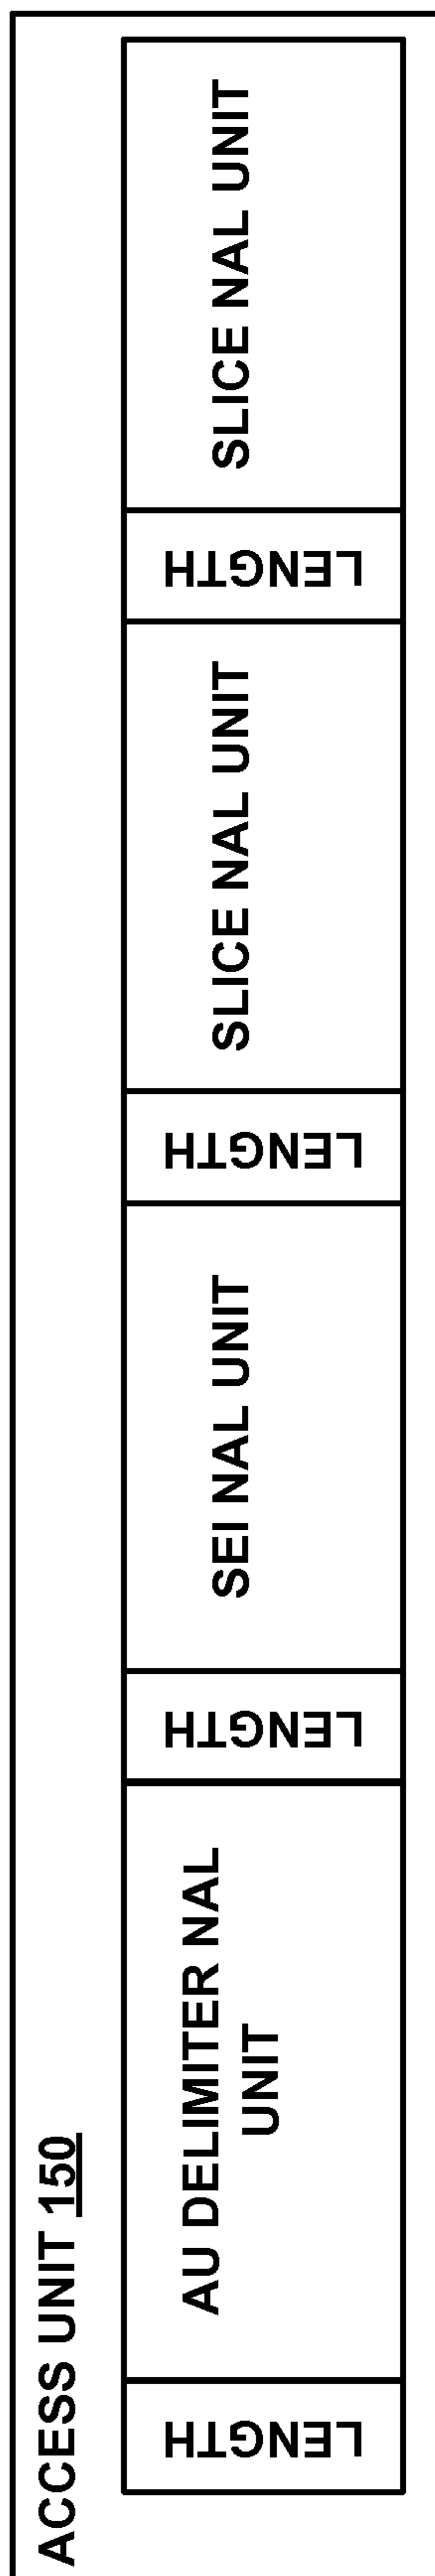 ACCESS UNIT 150
LENGTH
AU DELIMITER NAL
UNIT
LENGTH
SEI NAL UNIT
LENGTH
SLICE NAL UNIT
LENGTH
SLICE NAL UNIT